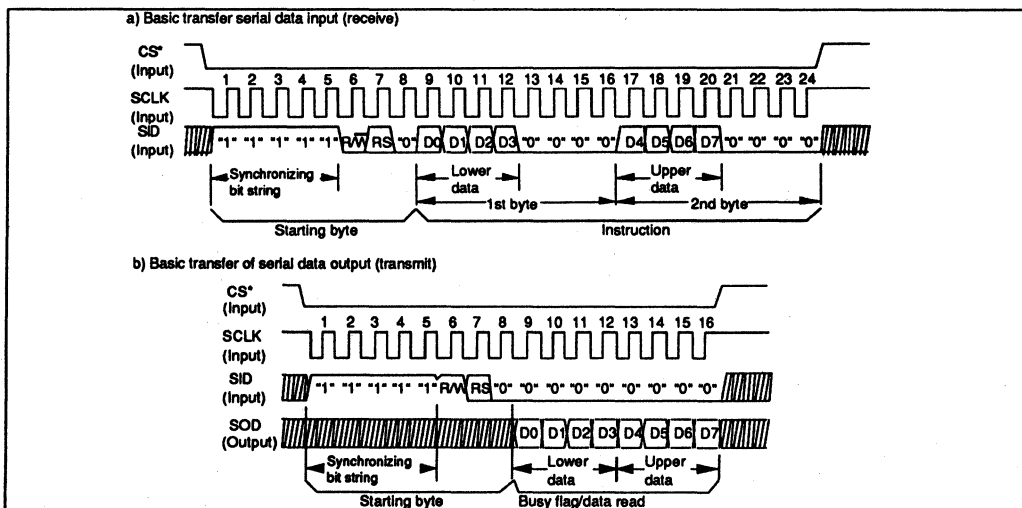 a) Basic transfer serial data input (receive)
CS*
(Input)
1 2 3 4 5 6 7 8 9 10 11 12 13 14 15 16 17 18 19 20 21 22 23 24
SCLK
(Input)
SID
(Input)
"1" "1" "1" "1" "1" R/W RS "0" D0 D1 D2 D3 "0" "0" "0" "0" D4 D5 D6 D7 "0" "0" "0" "0"
Synchronizing
bit string
Lower
data
Upper
data
1st byte
2nd byte
Starting byte
Instruction
b) Basic transfer of serial data output (transmit)
CS*
(Input)
1 2 3 4 5 6 7 8 9 10 11 12 13 14 15 16
SCLK
(Input)
SID
(Input)
"1" "1" "1" "1" "1" R/W RS "0" "0" "0" "0" "0" "0" "0" "0" "0"
SOD
(Output)
D0 D1 D2 D3 D4 D5 D6 D7
Synchronizing
bit string
Lower
data
Upper
data
Starting byte
Busy flag/data read